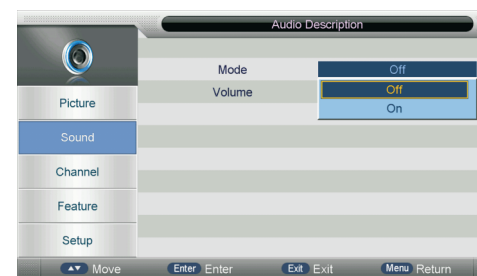 Audio Description
Mode Off
Volume Off
On
Picture
Sound
Channel
Feature
Setup
Move Enter Enter Exit Exit Menu Return